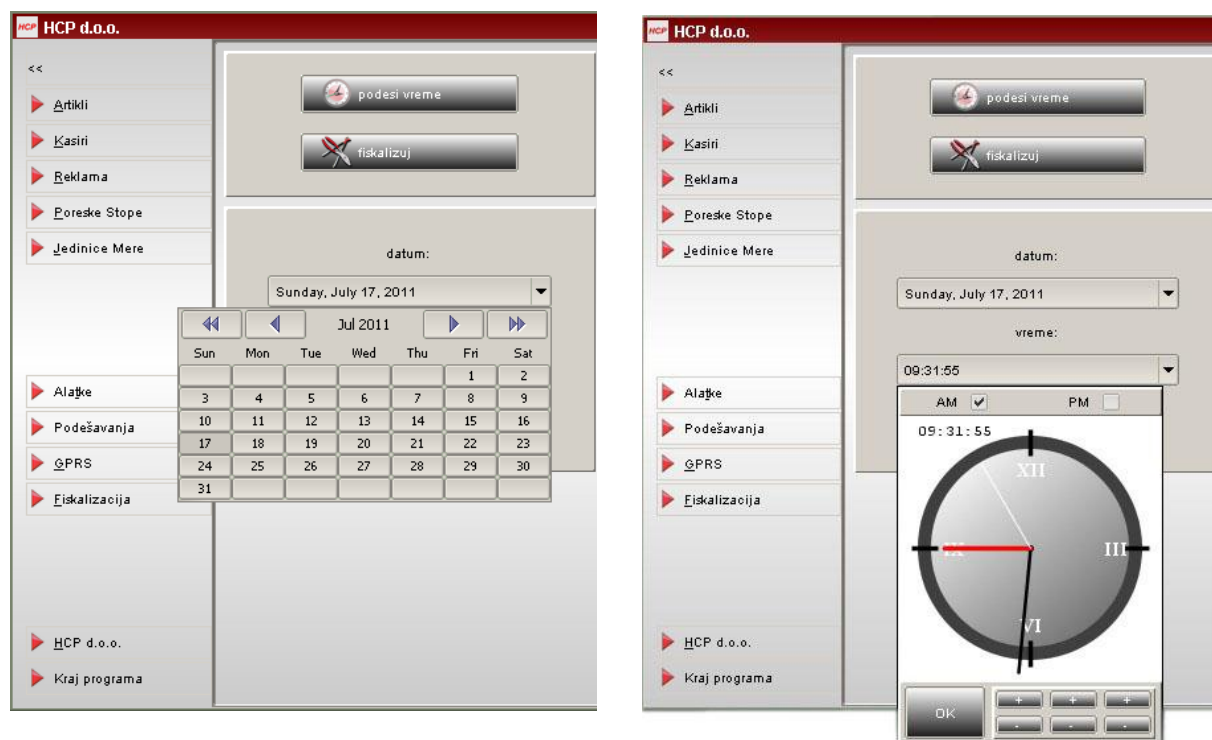 HCP HCP d.o.o.
<<
Artikli
Kasiri
Reklama
Poreske Stope
Jedinice Mere
Alatke
Podešavanja
GPRS
Fiskalizacija
HCP d.o.o.
Kraj programa
podesi vreme
fiskalizuj
datum:
Sunday, July 17, 2011
Jul 2011
Sun Mon Tue Wed Thu Fri Sat
1 2
3 4 5 6 7 8 9
10 11 12 13 14 15 16
17 18 19 20 21 22 23
24 25 26 27 28 29 30
31
HCP HCP d.o.o.
<<
Artikli
Kasiri
Reklama
Poreske Stope
Jedinice Mere
Alatke
Podešavanja
GPRS
Fiskalizacija
HCP d.o.o.
Kraj programa
podesi vreme
fiskalizuj
datum:
Sunday, July 17, 2011
vreme:
09:31:55
AM PM
09:31:55
XII
IX III
VI
OK + + +
- - -